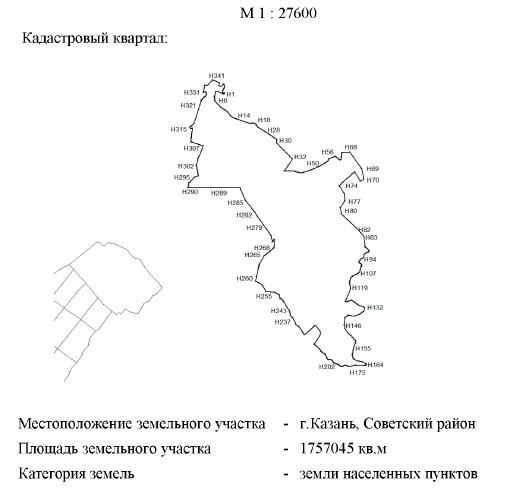 М 1 : 27600
Кадастровый квартал:
Н341
Н331
Н1
Н6
Н321
Н14
Н18
Н315
Н28
Н30
Н307
Н68
Н56
Н32
Н302
Н50
Н69
Н295
Н70
Н290
Н289
Н74
Н285
Н77
Н282
Н80
Н279
Н82
Н83
Н268
Н265
Н94
Н107
Н260
Н119
Н255
Н243
Н132
Н237
Н146
Н155
Н202
Н164
Н175
Местоположение земельного участка - г.Казань, Советский район
Площадь земельного участка - 1757045 кв.м
Категория земель - земли населенных пунктов